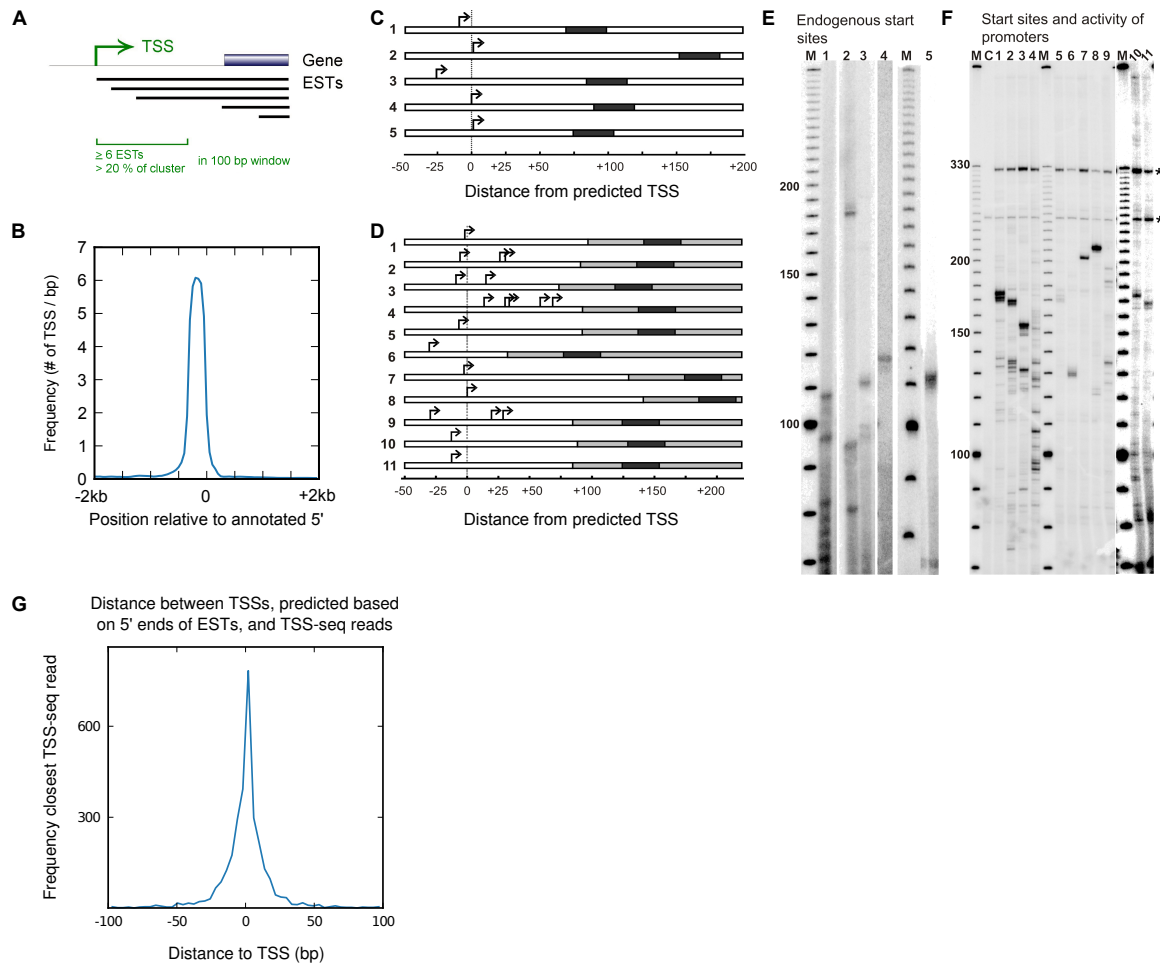 A
TSS
Gene
ESTs
≥ 6 ESTs
> 20 % of cluster
in 100 bp window
B
7
6
5
4
3
2
1
0
Frequency (# of TSS / bp)
-2kb
0
+2kb
Position relative to annotated 5'
C
1
2
3
4
5
-50
-25
0
+50
+100
+150
+200
Distance from predicted TSS
D
1
2
3
4
5
6
7
8
9
10
11
-50
-25
0
+25
+50
+100
+150
+200
Distance from predicted TSS
E
Endogenous start
sites
M 1 2 3 4 M 5
200
150
100
F
Start sites and activity of
promoters
M C 1 2 3 4 M 5 6 7 8 9 M 10 11
330
*
*
200
150
100
G
Distance between TSSs, predicted based
on 5' ends of ESTs, and TSS-seq reads
Frequency closest TSS-seq read
600
300
-100
-50
0
50
100
Distance to TSS (bp)